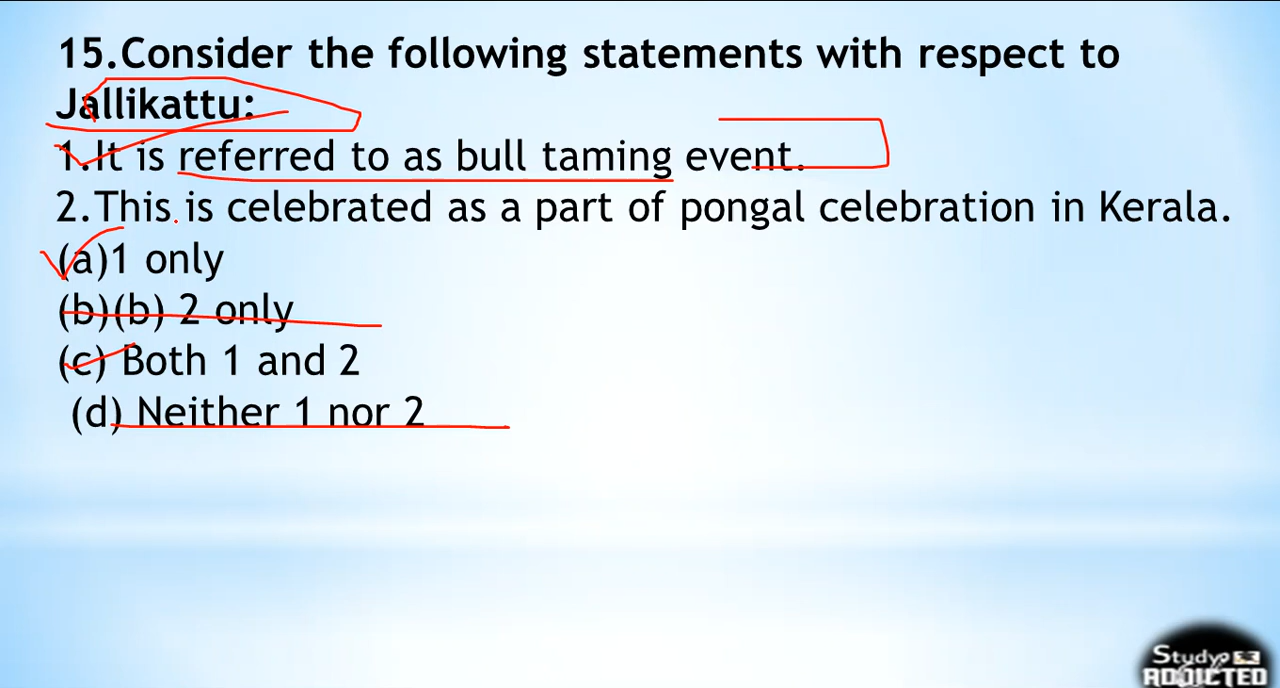 15.Consider the following statements with respect to
Jallikattu:
1.It is referred to as bull taming event.
2.This is celebrated as a part of pongal celebration in Kerala.
(a)1 only
(b)(b) 2 only
(c) Both 1 and 2
(d) Neither 1 nor 2
Study
ADDICTED